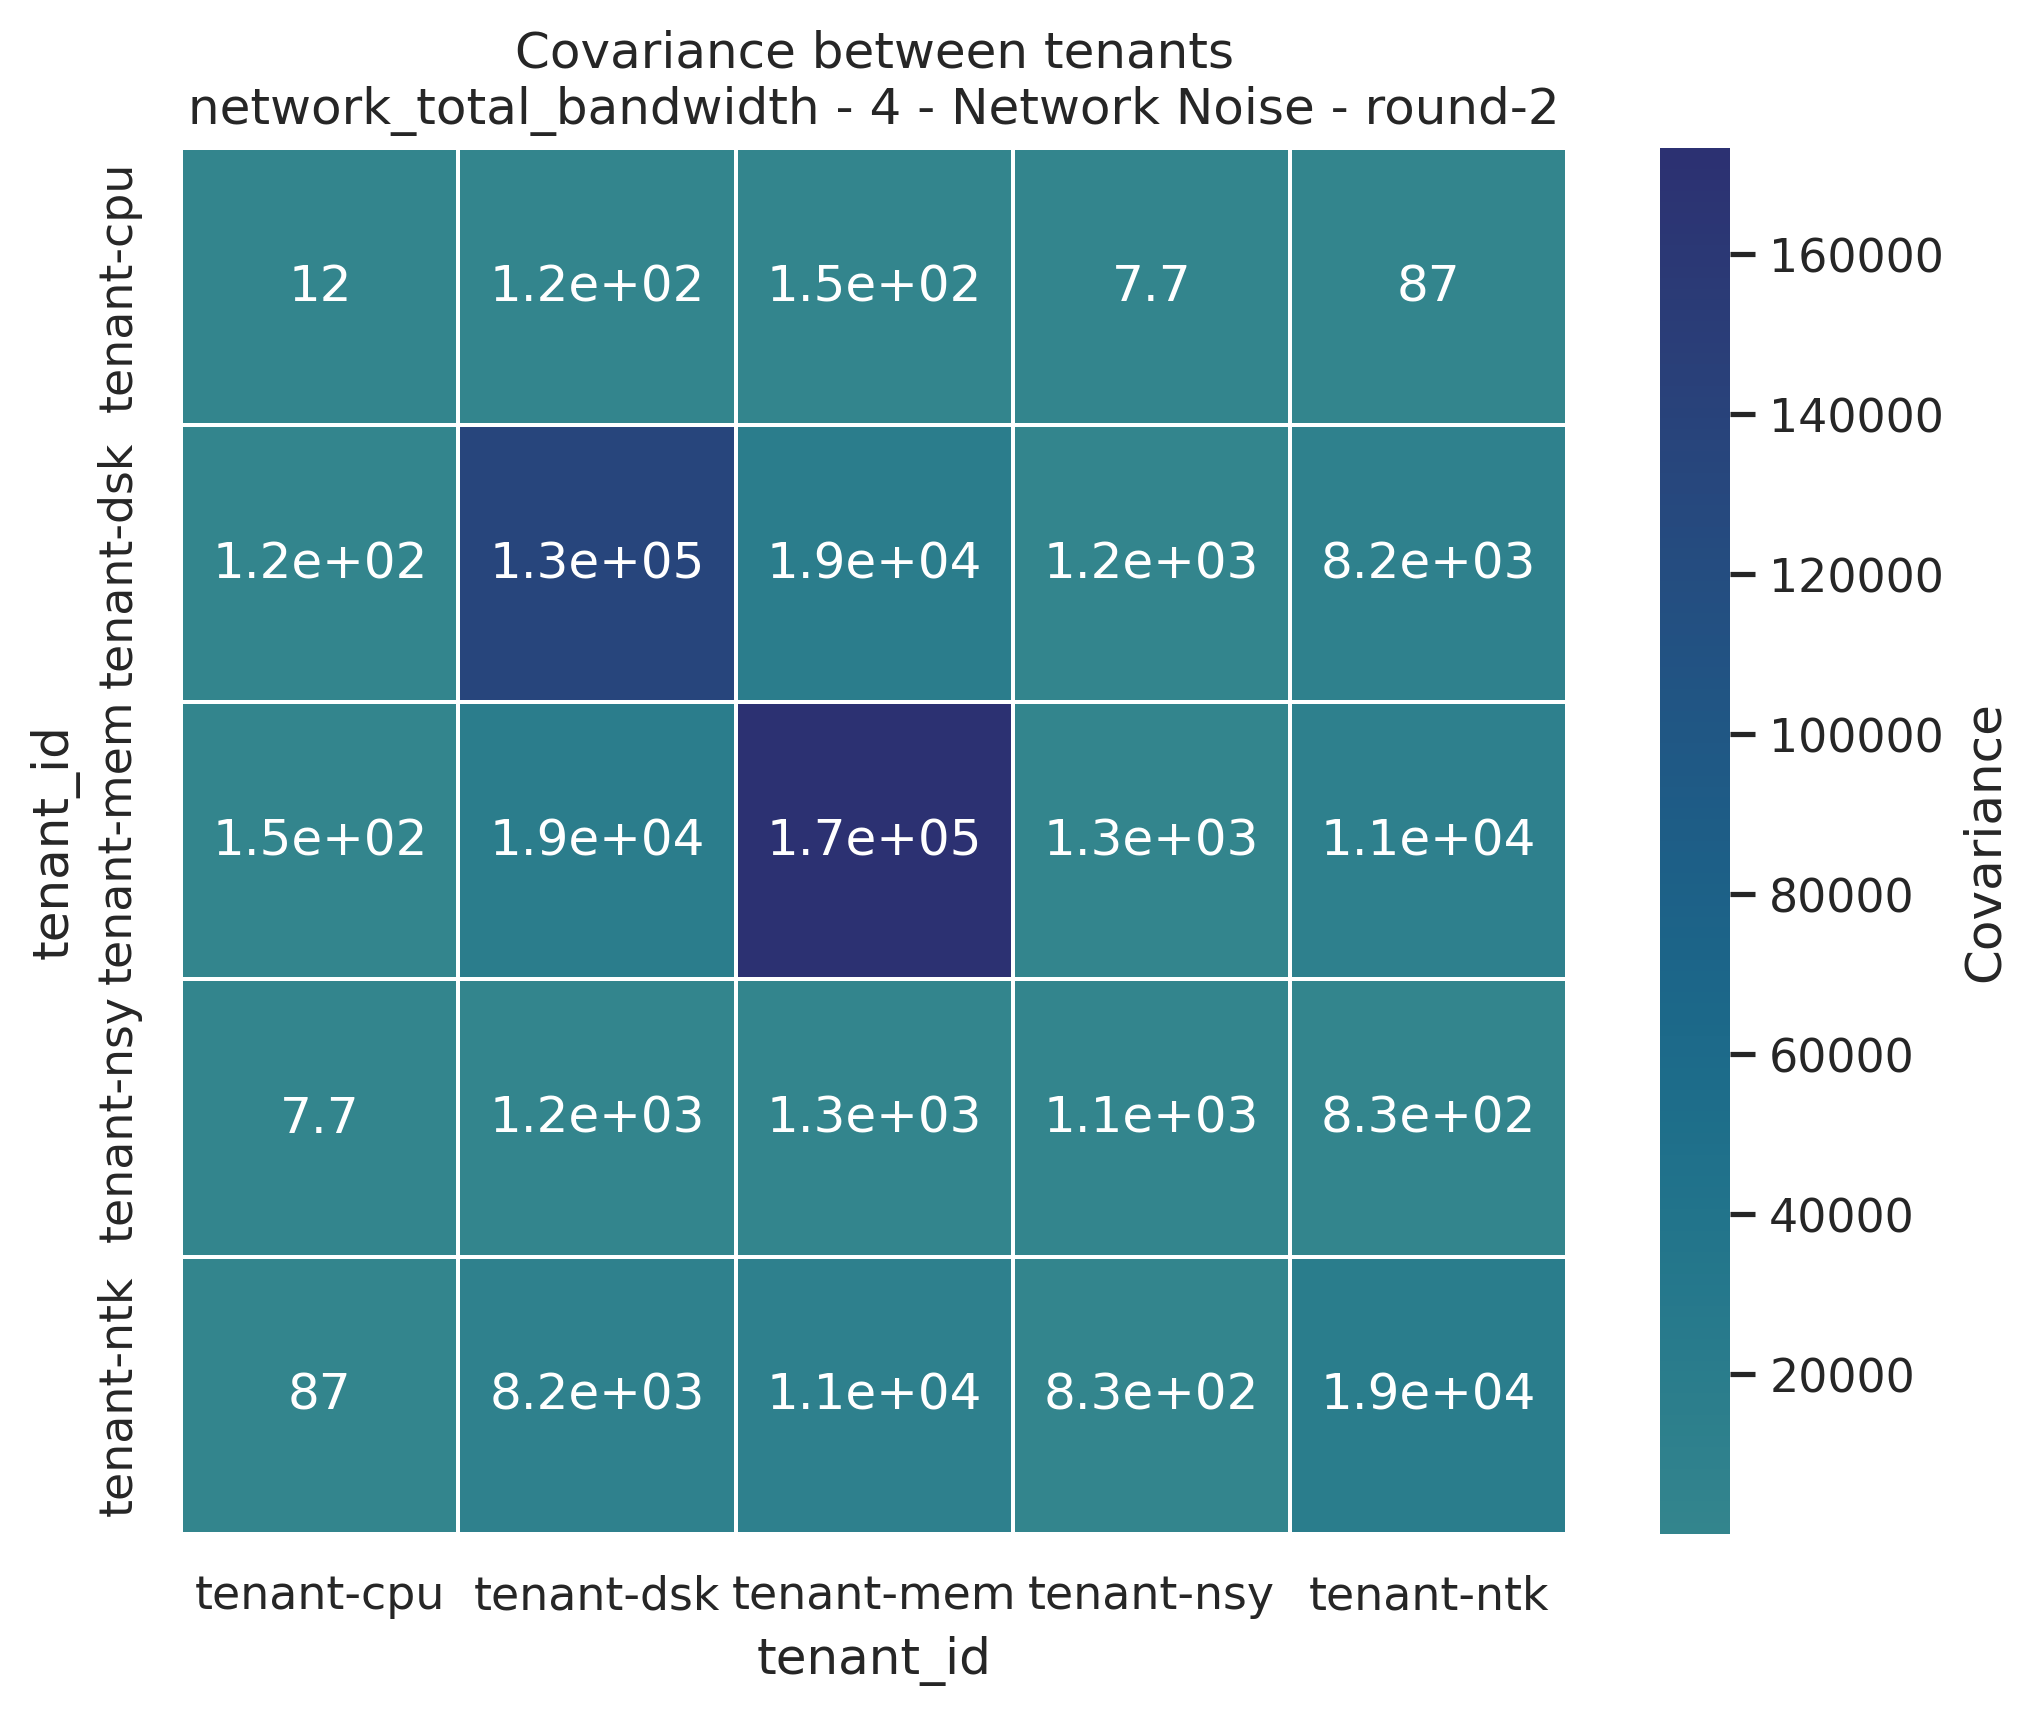 Covariance between tenants
network_total_bandwidth - 4 - Network Noise - round-2
tenant_id
tenant-cpu
12
1.2e+02
1.5e+02
7.7
87
tenant-dsk
1.2e+02
1.3e+05
1.9e+04
1.2e+03
8.2e+03
tenant-mem
1.5e+02
1.9e+04
1.7e+05
1.3e+03
1.1e+04
tenant-nsy
7.7
1.2e+03
1.3e+03
1.1e+03
8.3e+02
tenant-ntk
87
8.2e+03
1.1e+04
8.3e+02
1.9e+04
tenant-cpu
tenant-dsk
tenant-mem
tenant-nsy
tenant-ntk
tenant_id
160000
140000
120000
100000
80000
60000
40000
20000
Covariance